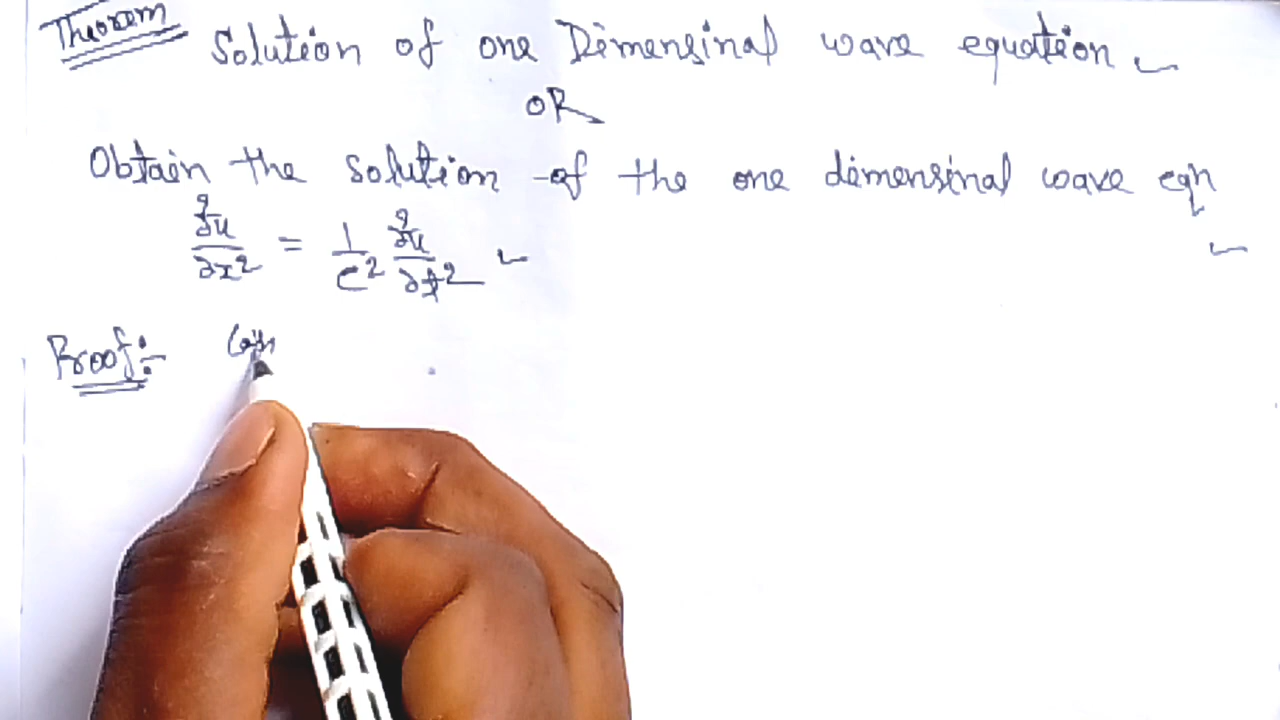 Theorem Solution of one Dimensinal wave equation
OR
Obtain the solution of the one dimensinal wave eqn
∂²u/∂x² = 1/c² ∂²u/∂t²
Proof:-